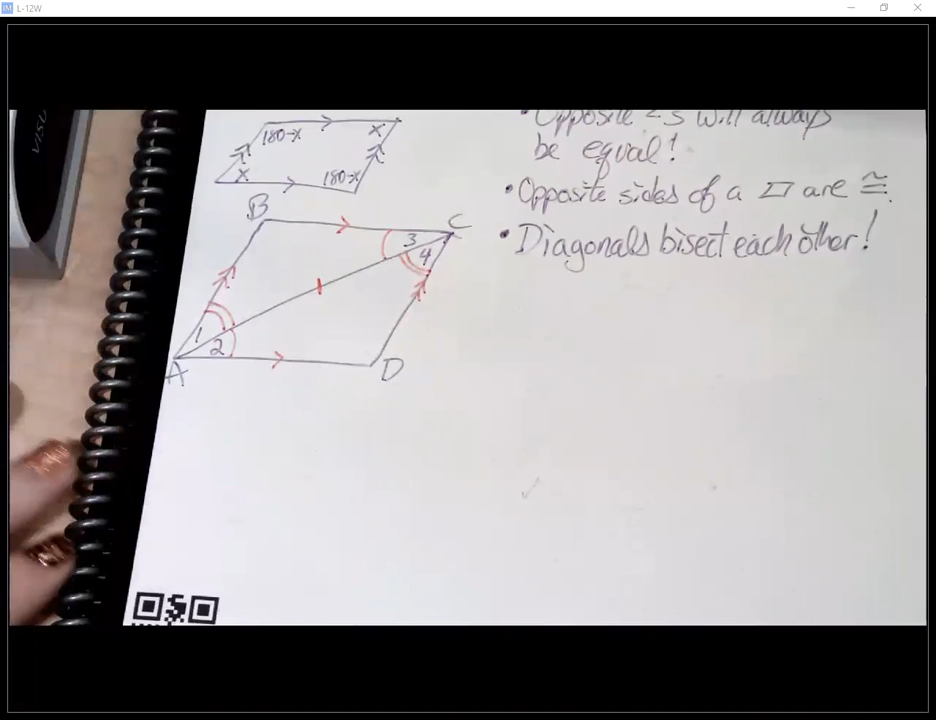 L-12W
VISU
180-x
x
x
180-x
• Opposite ∠s will always
be equal!
• Opposite sides of a ▱ are ≅.
• Diagonals bisect each other!
B
C
3
4
1
2
A
D